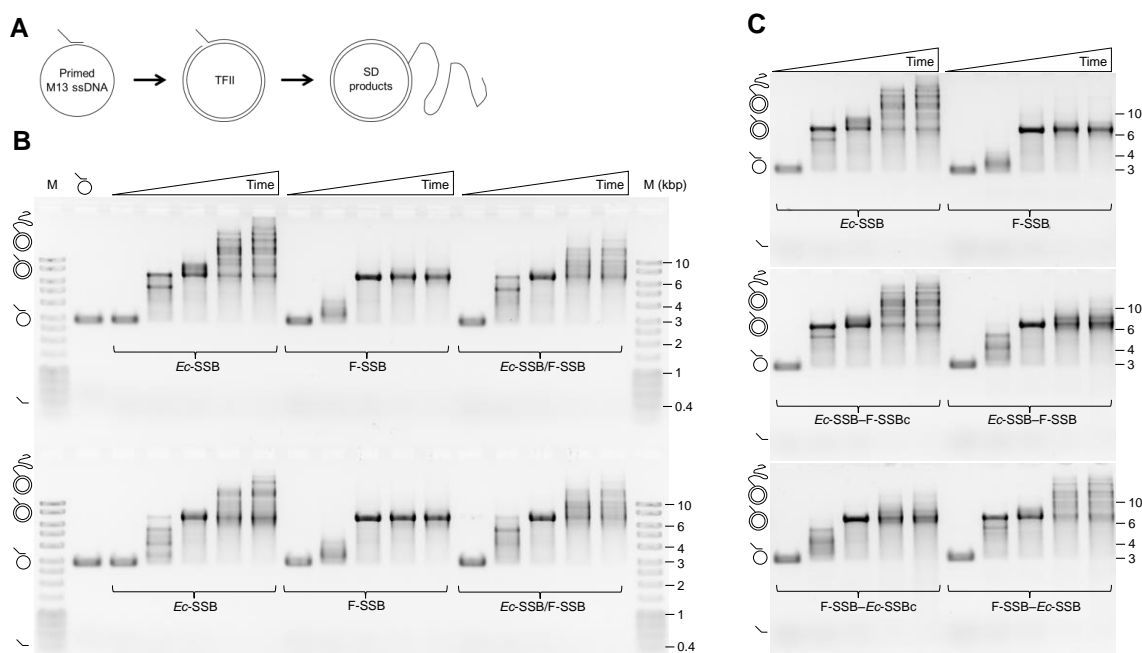 A
Primed
M13 ssDNA
TFII
SD
products
B
M
Time
Time
Time
M (kbp)
10
6
4
3
2
1
0.4
Ec-SSB
F-SSB
Ec-SSB/F-SSB
10
6
4
3
2
1
0.4
Ec-SSB
F-SSB
Ec-SSB/F-SSB
C
Time
Time
10
6
4
3
Ec-SSB
F-SSB
10
6
4
3
Ec-SSB–F-SSBc
Ec-SSB–F-SSB
10
6
4
3
F-SSB–Ec-SSBc
F-SSB–Ec-SSB